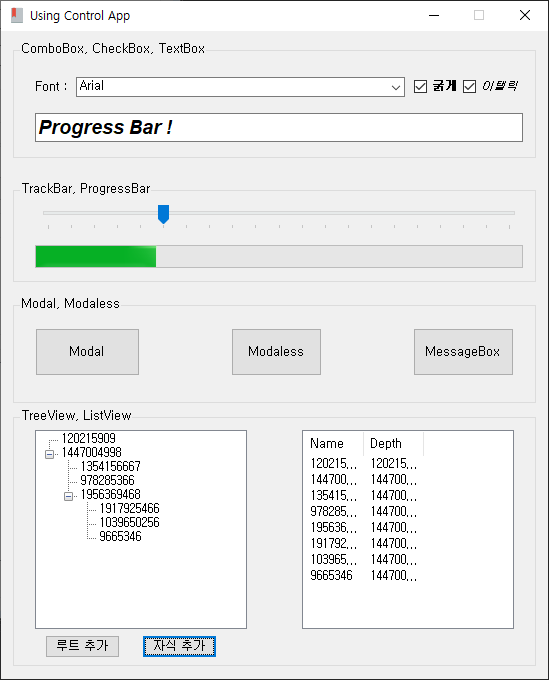 Using Control App
ComboBox, CheckBox, TextBox
Font : Arial 굵게 이텔릭
Progress Bar !
TrackBar, ProgressBar
Modal, Modaless
Modal Modaless MessageBox
TreeView, ListView
120215909
1447004998
1354156667
978285366
1956369468
1917925466
1039650256
9665346
Name Depth
120215... 120215...
144700... 144700...
135415... 144700...
978285... 144700...
195636... 144700...
191792... 144700...
103965... 144700...
9665346 144700...
루트 추가 자식 추가